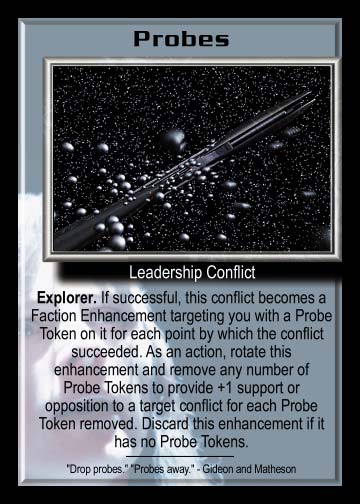 Probes
Leadership Conflict
Explorer. If successful, this conflict becomes a
Faction Enhancement targeting you with a Probe
Token on it for each point by which the conflict
succeeded. As an action, rotate this
enhancement and remove any number of
Probe Tokens to provide +1 support or
opposition to a target conflict for each Probe
Token removed. Discard this enhancement if it
has no Probe Tokens.
"Drop probes." "Probes away." - Gideon and Matheson